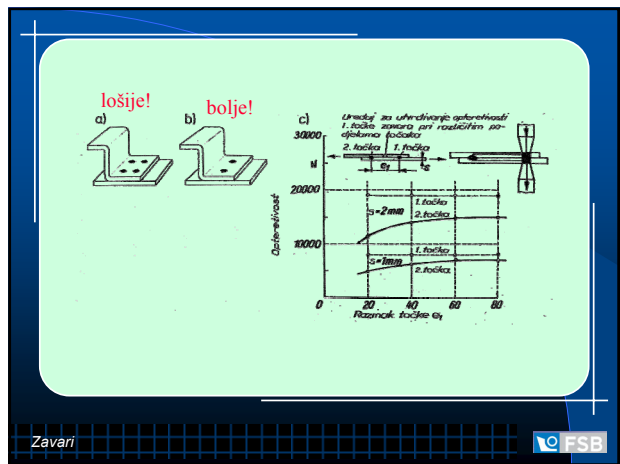 lošije!
bolje!
a)
b)
c)
Uređaj za utvrđivanje opteretivosti
1. točke zavara pri različitim po-
djelama točaka
2. točka
1. točka
e₁
s
30000
N
20000
10000
0
Opteretivost
1. točka
s=2mm
2. točka
1. točka
s=1mm
2. točka
20
40
60
80
Razmak točke e₁
Zavari
FSB